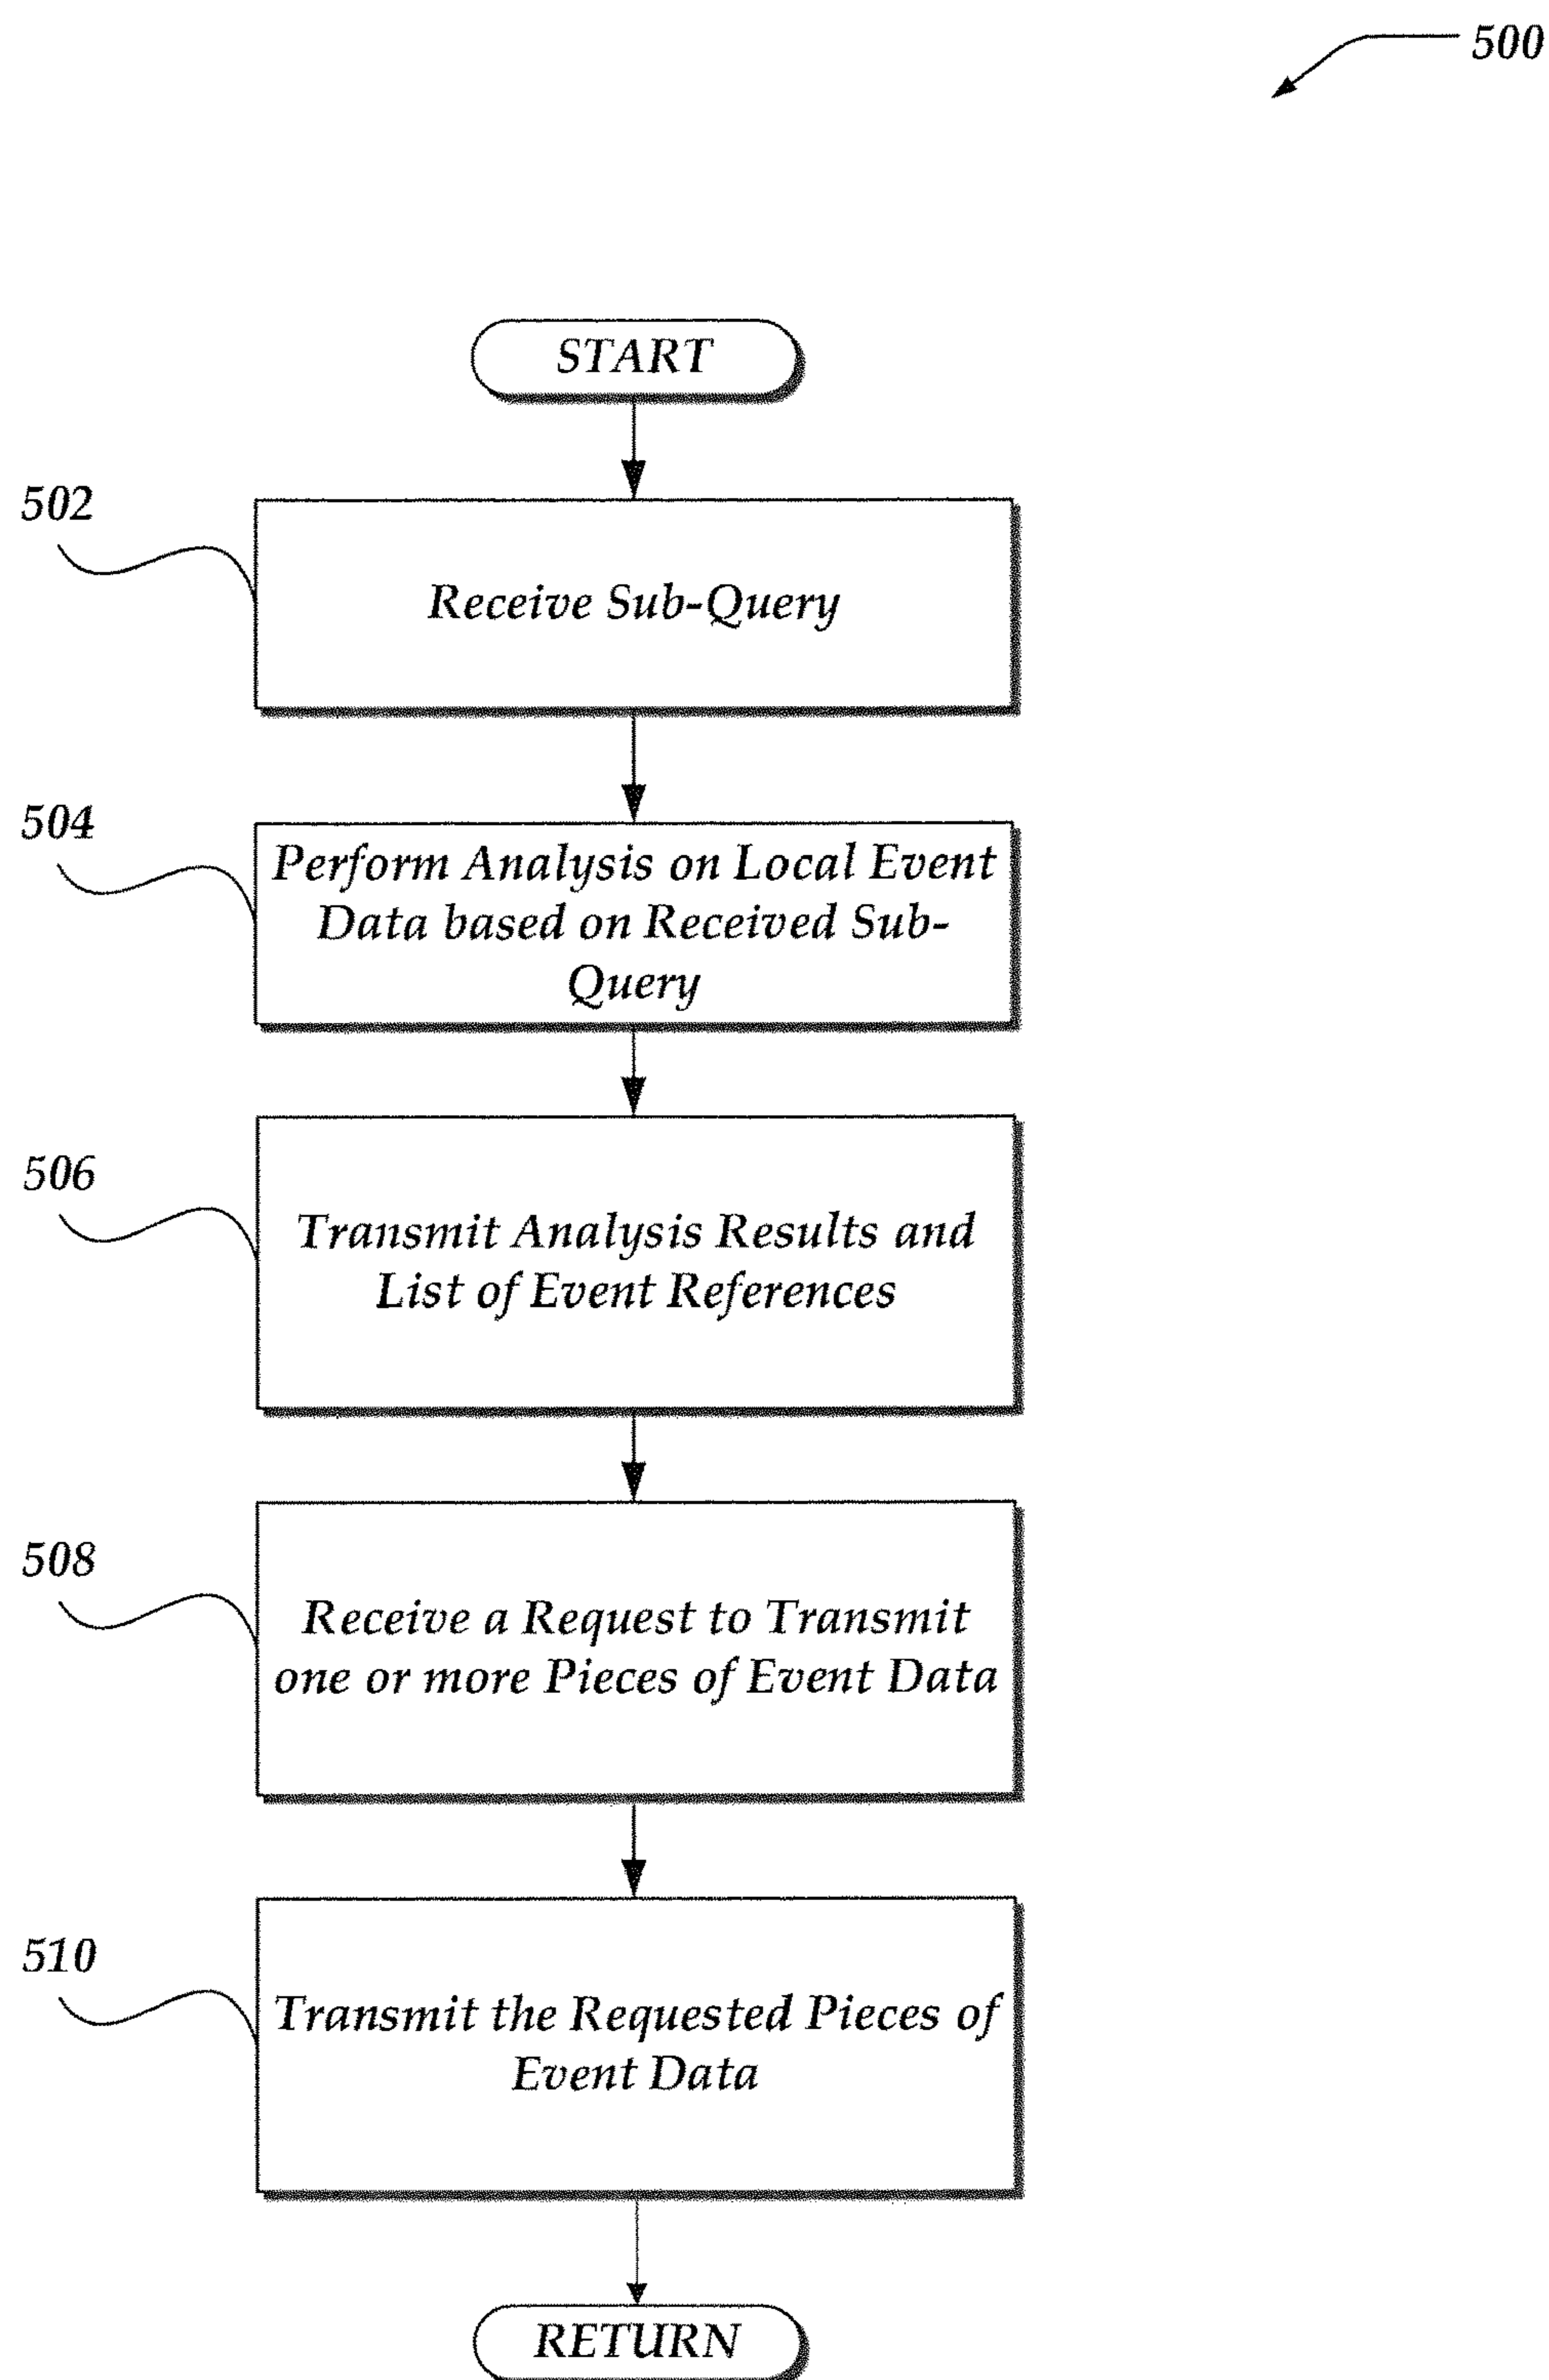 500
START
502
Receive Sub-Query
504
Perform Analysis on Local Event
Data based on Received Sub-
Query
506
Transmit Analysis Results and
List of Event References
508
Receive a Request to Transmit
one or more Pieces of Event Data
510
Transmit the Requested Pieces of
Event Data
RETURN